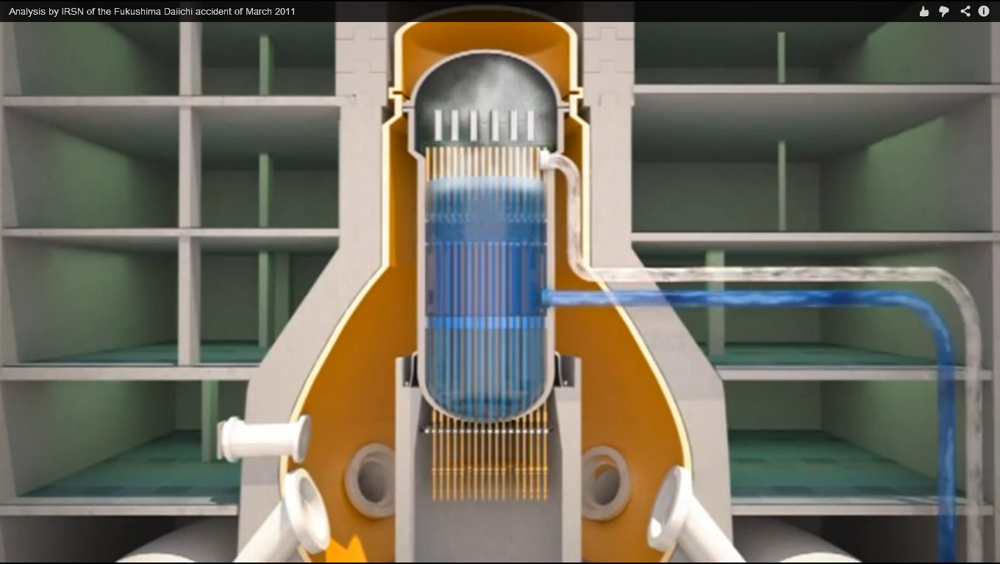 Analysis by IRSN of the Fukushima Daiichi accident of March 2011